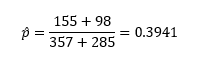 p̂ = (155 + 98) / (357 + 285) = 0.3941